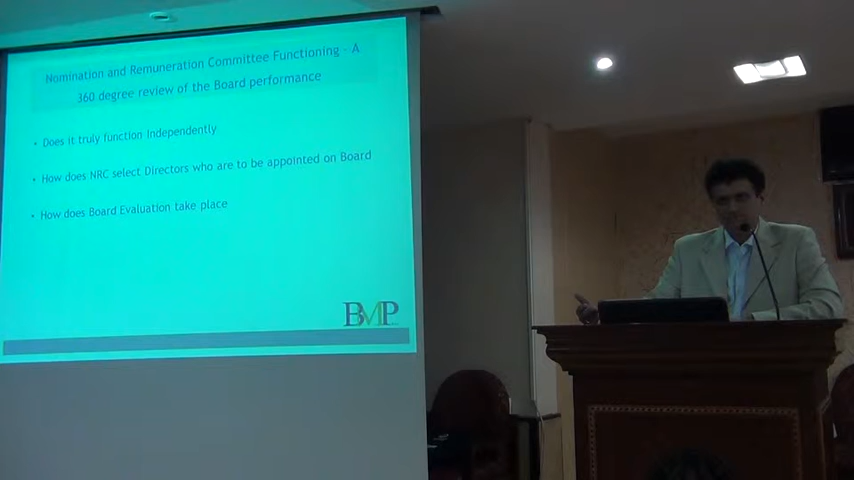 Nomination and Remuneration Committee Functioning - A
360 degree review of the Board performance
• Does it truly function Independently
• How does NRC select Directors who are to be appointed on Board
• How does Board Evaluation take place
BMP